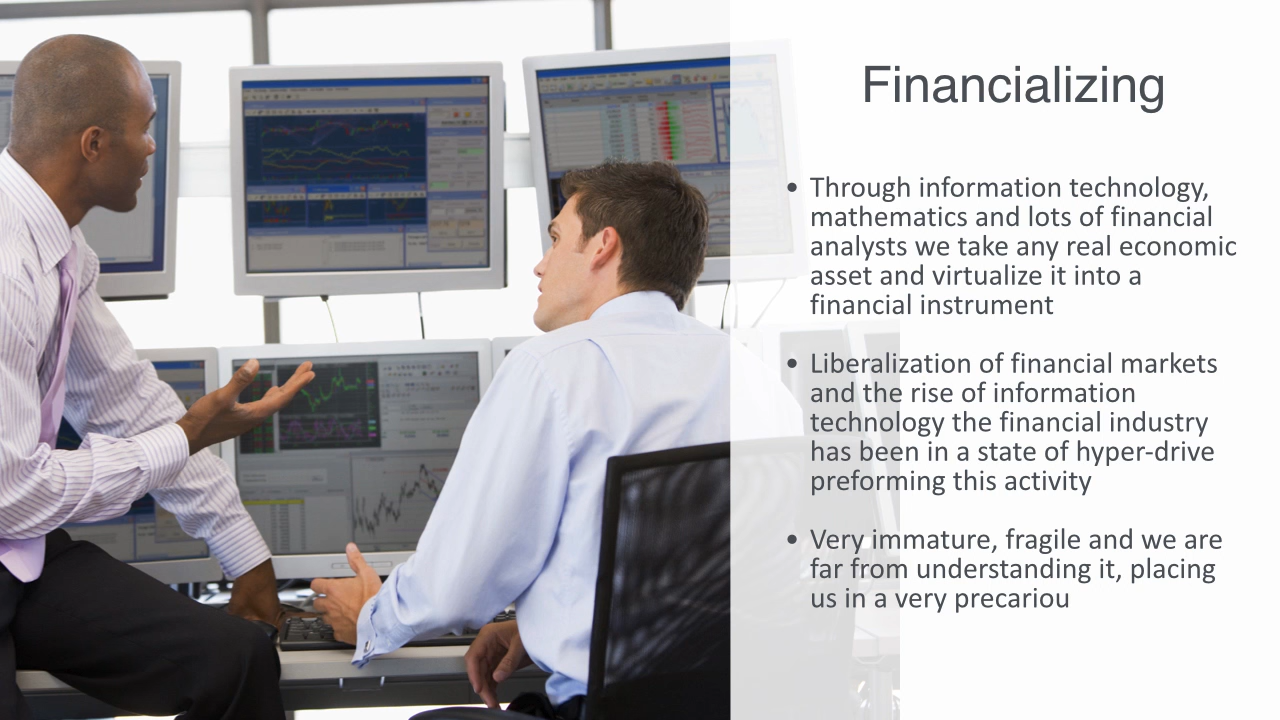 Financializing
• Through information technology,
mathematics and lots of financial
analysts we take any real economic
asset and virtualize it into a
financial instrument
• Liberalization of financial markets
and the rise of information
technology the financial industry
has been in a state of hyper-drive
preforming this activity
• Very immature, fragile and we are
far from understanding it, placing
us in a very precariou